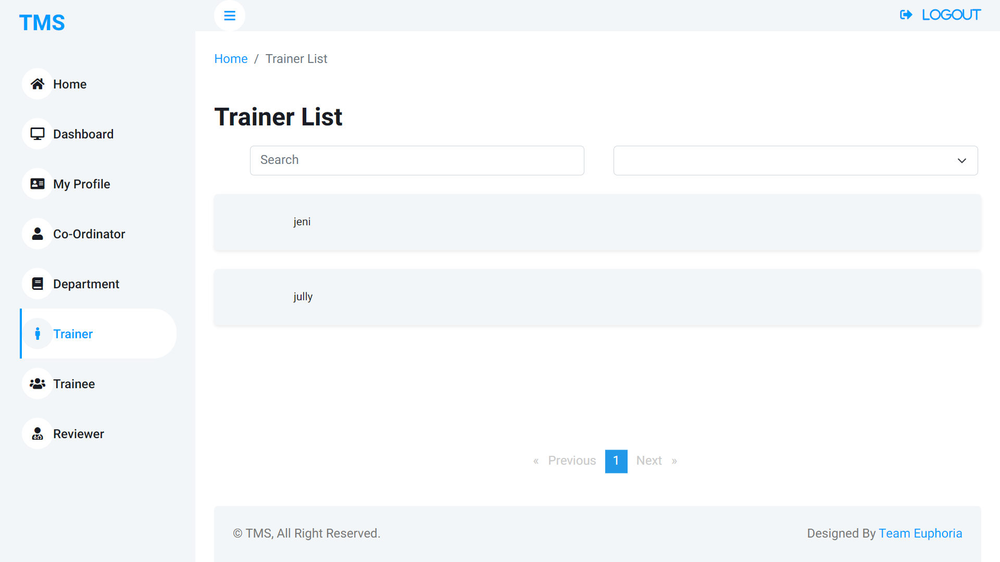 TMS
LOGOUT
Home
Dashboard
My Profile
Co-Ordinator
Department
Trainer
Trainee
Reviewer
Home / Trainer List
Trainer List
Search
jeni
jully
« Previous 1 Next »
© TMS, All Right Reserved.
Designed By Team Euphoria